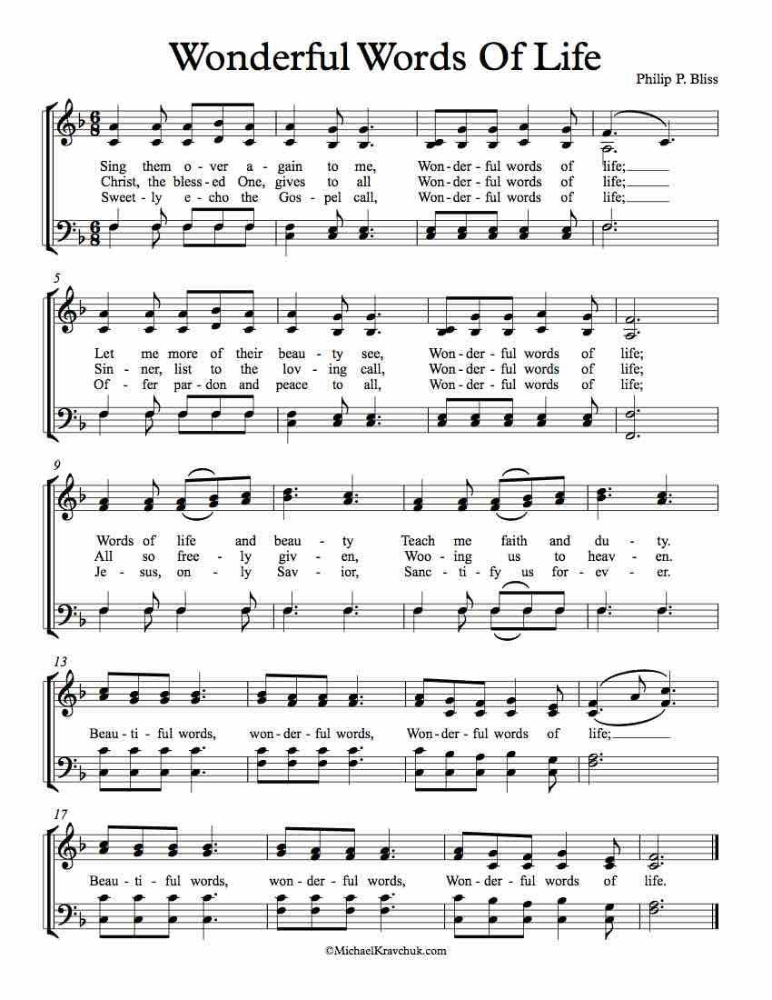 Wonderful Words Of Life
Philip P. Bliss
6 8
Sing them o - ver a - gain to me, Won - der - ful words of life;
Christ, the bless - ed One, gives to all Won - der - ful words of life;
Sweet - ly e - cho the Gos - pel call, Won - der - ful words of life;
6 8
5
Let me more of their beau - ty see, Won - der - ful words of life;
Sin - ner, list to the lov - ing call, Won - der - ful words of life;
Of - fer par - don and peace to all, Won - der - ful words of life;
9
Words of life and beau - ty Teach me faith and du - ty.
All so free - ly giv - en, Woo - ing us to heav - en.
Je - sus, on - ly Sav - ior, Sanc - ti - fy us for - ev - er.
13
Beau - ti - ful words, won - der - ful words, Won - der - ful words of life;
17
Beau - ti - ful words, won - der - ful words, Won - der - ful words of life.
©MichaelKravchuk.com